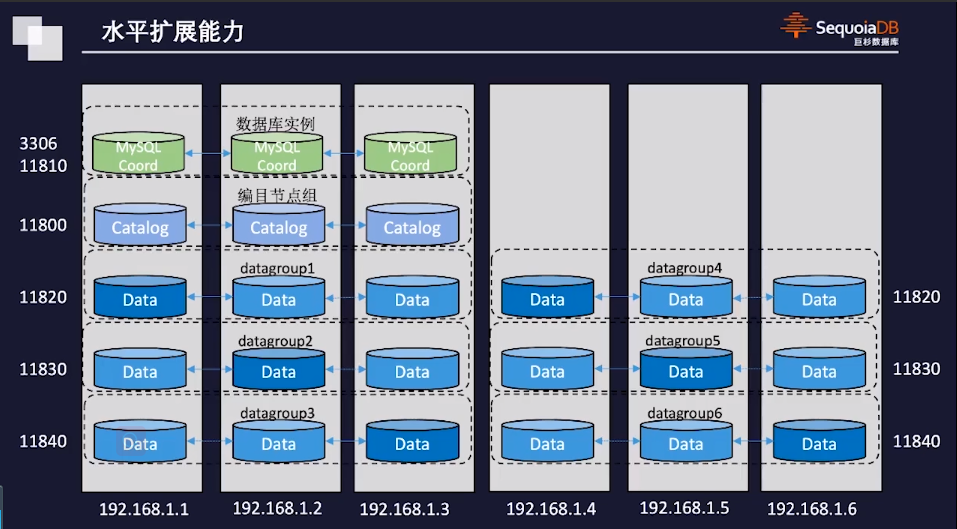 水平扩展能力
SequoiaDB
巨杉数据库
数据库实例
3306
11810
MySQL
Coord
MySQL
Coord
MySQL
Coord
编目节点组
11800
Catalog
Catalog
Catalog
datagroup1
datagroup4
11820
Data
Data
Data
Data
Data
Data
11820
datagroup2
datagroup5
11830
Data
Data
Data
Data
Data
Data
11830
datagroup3
datagroup6
11840
Data
Data
Data
Data
Data
Data
11840
192.168.1.1
192.168.1.2
192.168.1.3
192.168.1.4
192.168.1.5
192.168.1.6